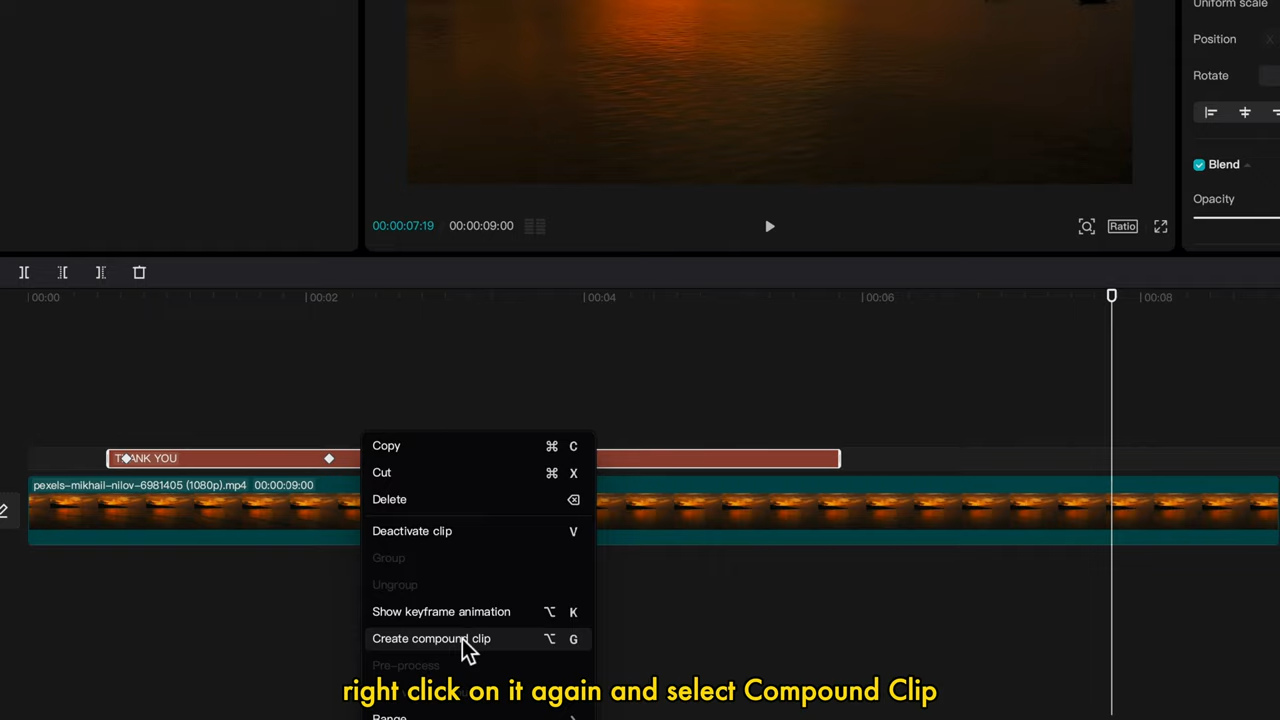 Uniform scale
Position X
Rotate
Blend
Opacity
00:00:07:19 00:00:09:00
Ratio
00:00 00:02 00:04 00:06 00:08
THANK YOU
pexels-mikhail-nilov-6981405 (1080p).mp4 00:00:09:00
Copy ⌘ C
Cut ⌘ X
Delete ⌫
Deactivate clip V
Group
Ungroup
Show keyframe animation ⌥ K
Create compound clip ⌥ G
Pre-process
Range
right click on it again and select Compound Clip